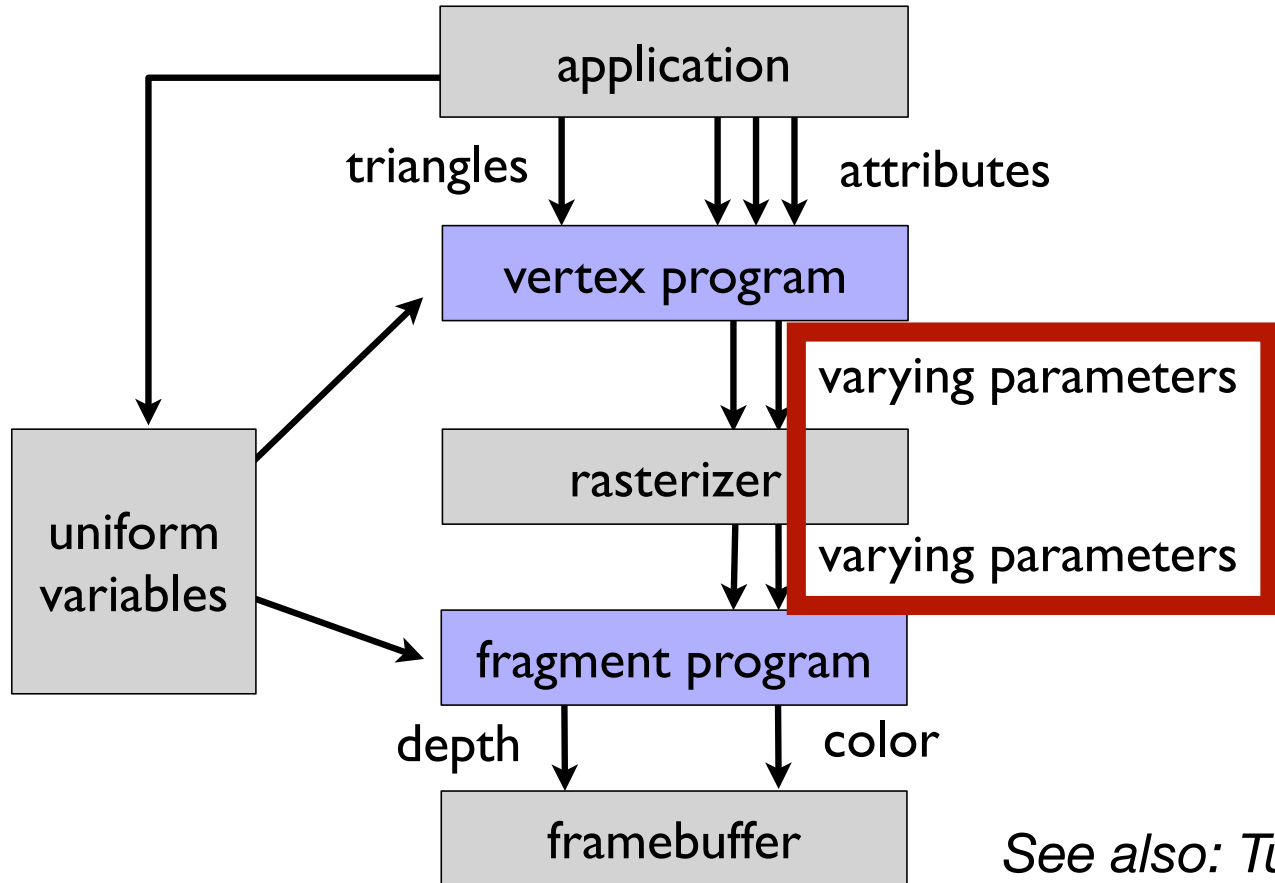 application
triangles
attributes
vertex program
varying parameters
rasterizer
uniform
variables
varying parameters
fragment program
depth
color
framebuffer
See also: Tu